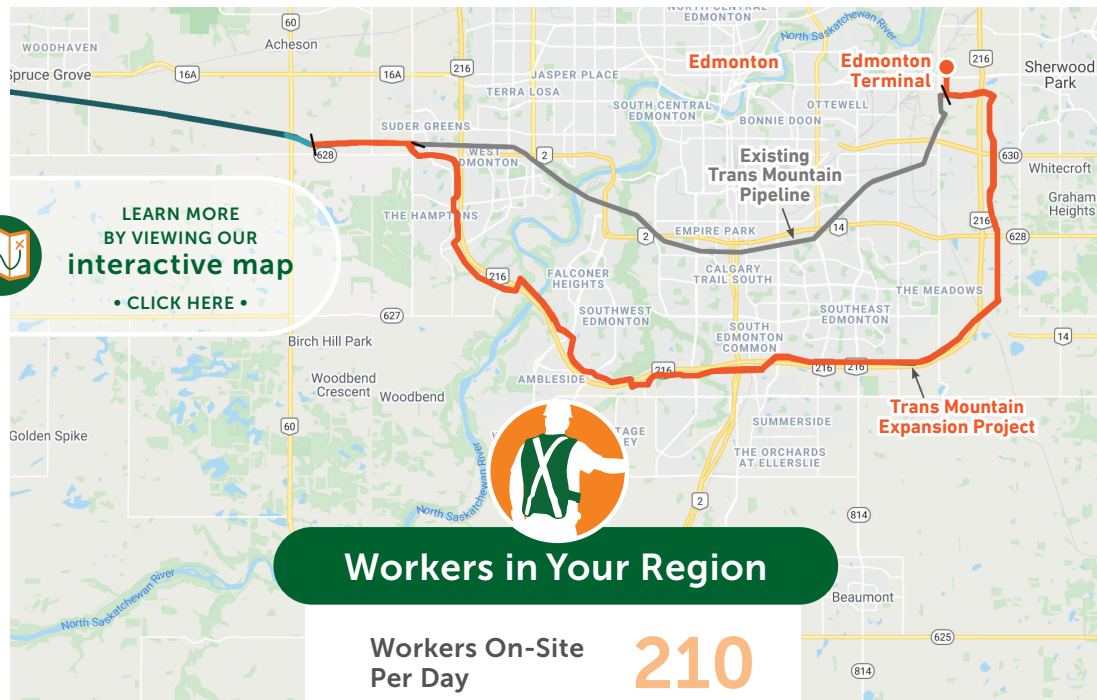 NORTH CENTRAL
EDMONTON
60
North Saskatchewan River
WOODHAVEN
Acheson
Edmonton
Edmonton
Terminal
216
Sherwood
Park
Spruce Grove
16A
16A
216
JASPER PLACE
TERRA LOSA
SOUTH CENTRAL
EDMONTON
OTTEWELL
BONNIE DOON
SUDER GREENS
628
WEST
EDMONTON
2
Existing
Trans Mountain
Pipeline
630
Whitecroft
Graham
Heights
LEARN MORE
BY VIEWING OUR
interactive map
• CLICK HERE •
THE HAMPTONS
2
EMPIRE PARK
14
216
628
216
FALCONER
HEIGHTS
CALGARY
TRAIL SOUTH
THE MEADOWS
627
SOUTHWEST
EDMONTON
SOUTH
EDMONTON
COMMON
SOUTHEAST
EDMONTON
14
Birch Hill Park
Woodbend
Crescent
Woodbend
AMBLESIDE
216
216
216
Trans Mountain
Expansion Project
60
Golden Spike
SUMMERSIDE
THE ORCHARDS
AT ELLERSLIE
North Saskatchewan River
2
814
Workers in Your Region
North Saskatchewan River
Beaumont
625
Workers On-Site
Per Day
210
814